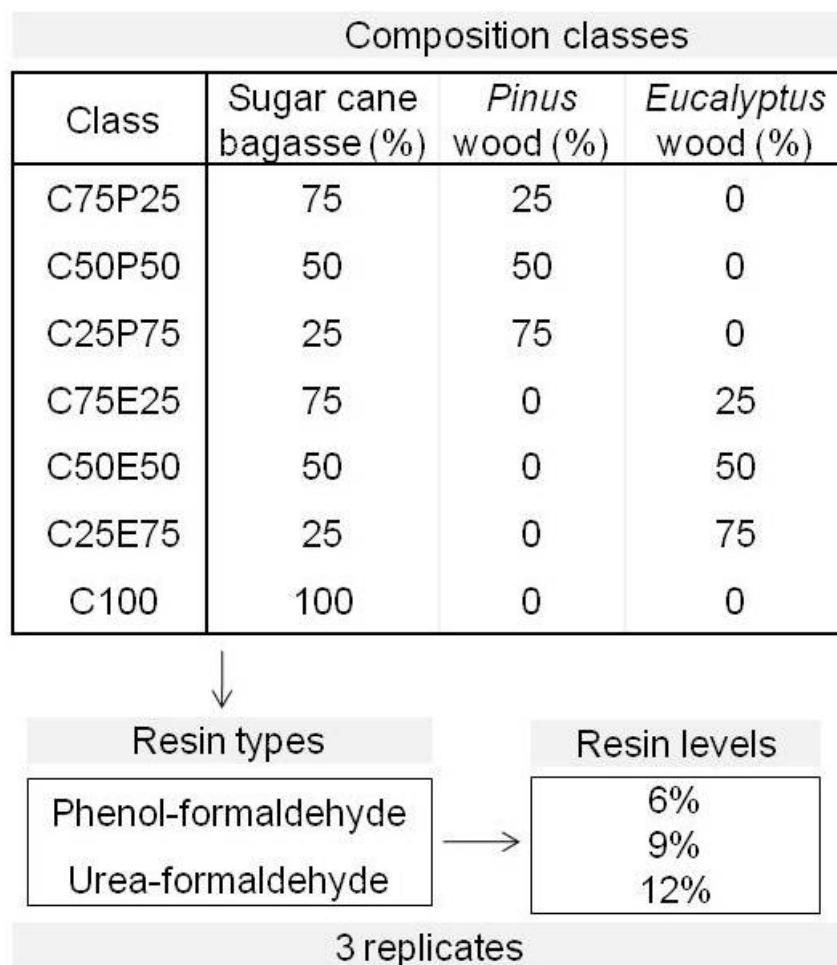 Composition classes
Class Sugar cane bagasse (%) Pinus wood (%) Eucalyptus wood (%)
C75P25 75 25 0
C50P50 50 50 0
C25P75 25 75 0
C75E25 75 0 25
C50E50 50 0 50
C25E75 25 0 75
C100 100 0 0
Resin types
Phenol-formaldehyde
Urea-formaldehyde
Resin levels
6%
9%
12%
3 replicates